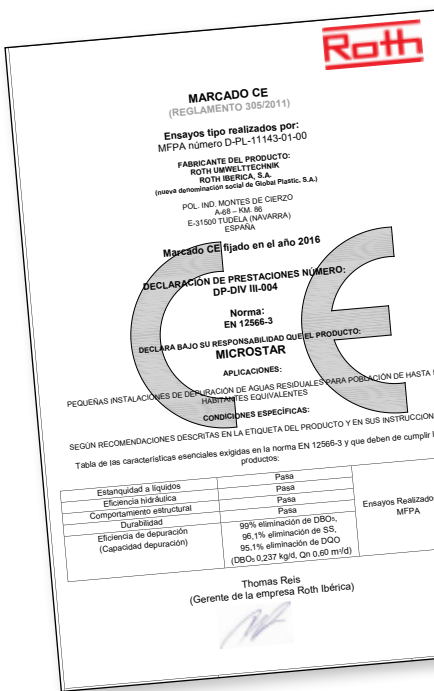 Roth
MARCADO CE
(REGLAMENTO 305/2011)
Ensayos tipo realizados por:
MFPA número D-PL-11143-01-00
FABRICANTE DEL PRODUCTO:
ROTH UMWELTTECHNIK
ROTH IBERICA, S.A.
(nueva denominación social de Global Plastic, S.A.)
POL. IND. MONTES DE CIERZO
A-68 – KM. 86
E-31500 TUDELA (NAVARRA)
ESPAÑA
Marcado CE fijado en el año 2016
DECLARACIÓN DE PRESTACIONES NÚMERO:
DP-DIV III-004
Norma:
EN 12566-3
DECLARA BAJO SU RESPONSABILIDAD QUE EL PRODUCTO:
MICROSTAR
APLICACIONES:
PEQUEÑAS INSTALACIONES DE DEPURACIÓN DE AGUAS RESIDUALES PARA POBLACIÓN DE HASTA
HABITANTES EQUIVALENTES
CONDICIONES ESPECÍFICAS:
SEGÚN RECOMENDACIONES DESCRITAS EN LA ETIQUETA DEL PRODUCTO Y EN SUS INSTRUCCION
Tabla de las características esenciales exigidas en la norma EN 12566-3 y que deben de cumplir
productos:
Estanquidad a líquidos Pasa
Eficiencia hidráulica Pasa
Comportamiento estructural Pasa
Durabilidad Pasa
Eficiencia de depuración
(Capacidad depuración)
99% eliminación de DBO₅,
96,1% eliminación de SS,
95,1% eliminación de DQO
(DBO₅ 0,237 kg/d, Qn 0,60 m³/d)
Ensayos Realizado
MFPA
Thomas Reis
(Gerente de la empresa Roth Ibérica)